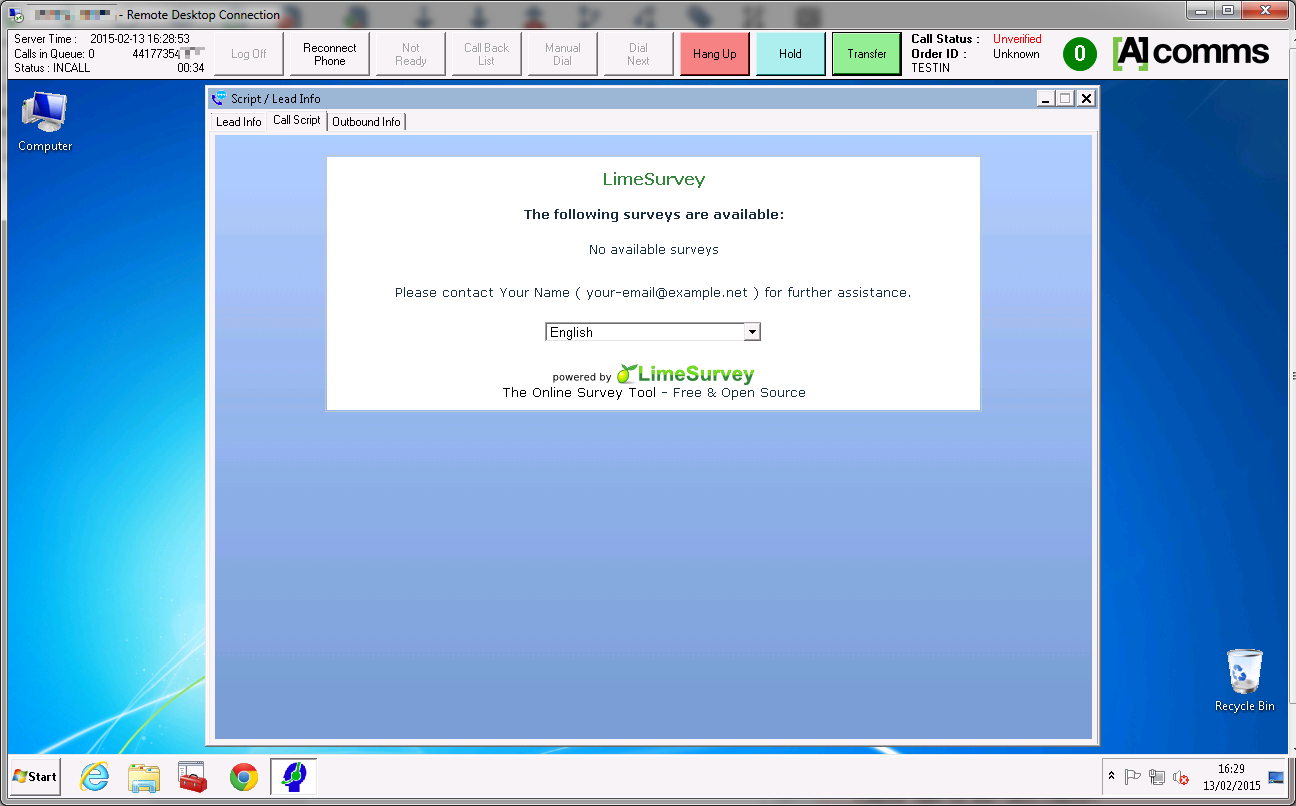 - Remote Desktop Connection
Server Time : 2015-02-13 16:28:53
Calls in Queue: 0 44177354
Status : INCALL 00:34
Log Off
Reconnect
Phone
Not
Ready
Call Back
List
Manual
Dial
Dial
Next
Hang Up
Hold
Transfer
Call Status : Unverified
Order ID : Unknown
TESTIN
0
[A]comms
Computer
Script / Lead Info
Lead Info
Call Script
Outbound Info
LimeSurvey
The following surveys are available:
No available surveys
Please contact Your Name ( your-email@example.net ) for further assistance.
English
powered by LimeSurvey
The Online Survey Tool - Free & Open Source
Recycle Bin
Start
16:29
13/02/2015